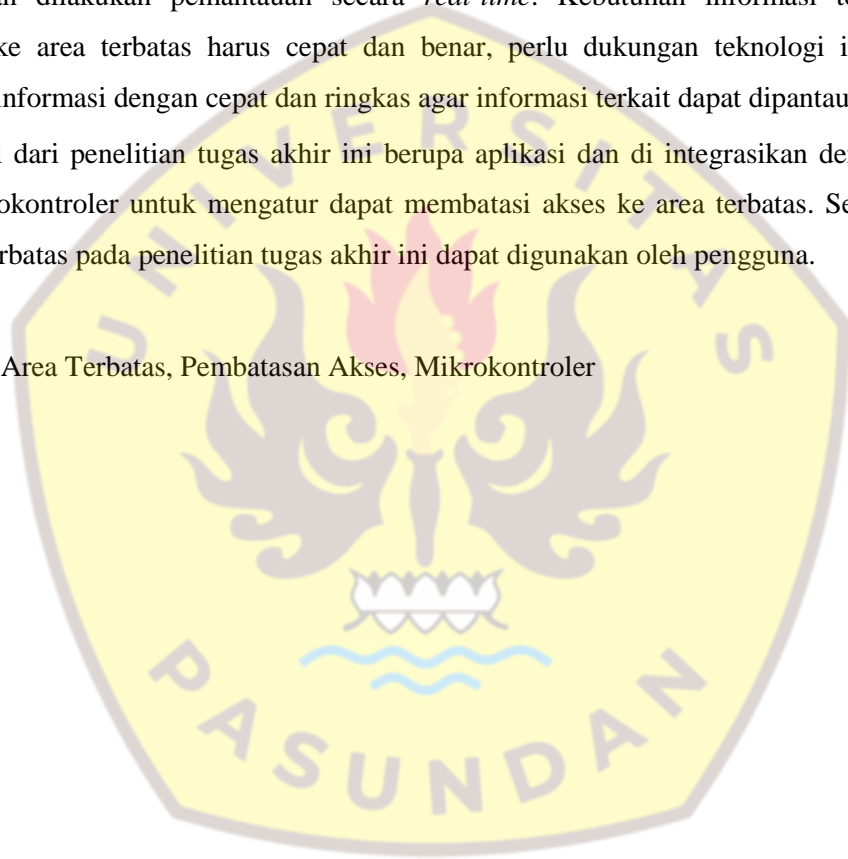 dilakukan pemantauan secara real-time. Kebutuhan informasi
ke area terbatas harus cepat dan benar, perlu dukungan teknologi
informasi dengan cepat dan ringkas agar informasi terkait dapat dipantau
dari penelitian tugas akhir ini berupa aplikasi dan di integrasikan
okontroler untuk mengatur dapat membatasi akses ke area terbatas. Se
rbatas pada penelitian tugas akhir ini dapat digunakan oleh pengguna.
Area Terbatas, Pembatasan Akses, Mikrokontroler
UNIVERSITAS
PASUNDAN